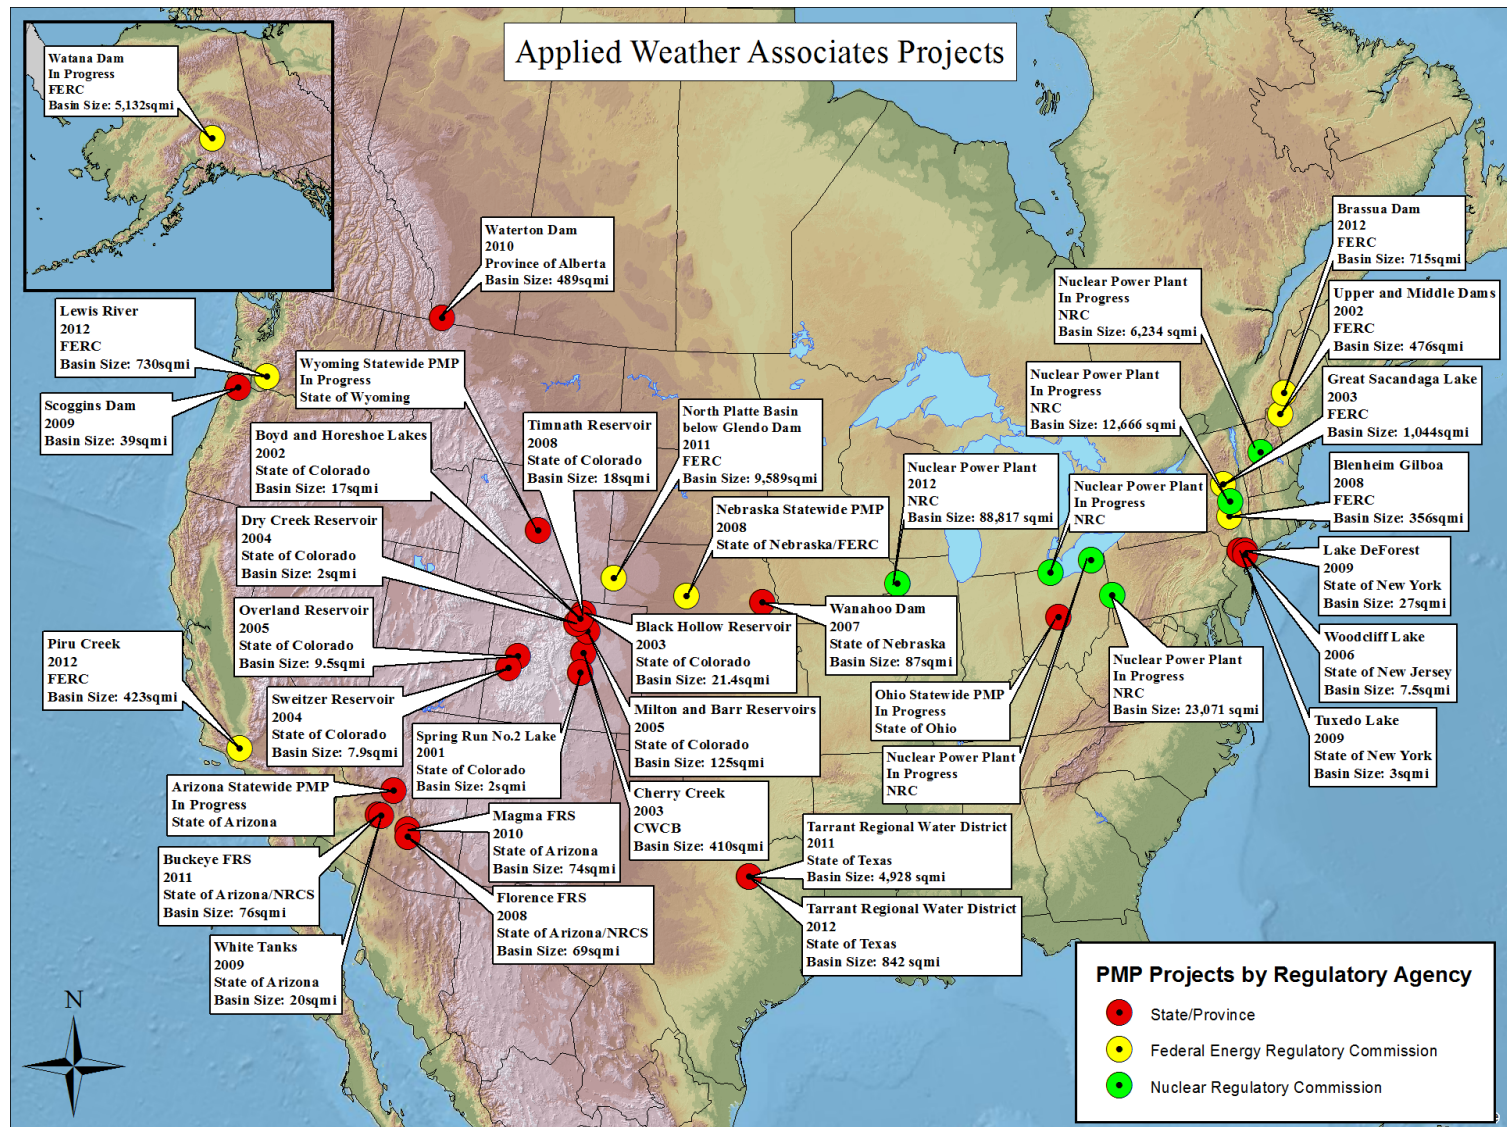 Applied Weather Associates Projects
Watana Dam
In Progress
FERC
Basin Size: 5,132sqmi
Waterton Dam
2010
Province of Alberta
Basin Size: 489sqmi
Brassua Dam
2012
FERC
Basin Size: 715sqmi
Nuclear Power Plant
In Progress
NRC
Basin Size: 6,234 sqmi
Upper and Middle Dams
2002
FERC
Basin Size: 476sqmi
Lewis River
2012
FERC
Basin Size: 730sqmi
Wyoming Statewide PMP
In Progress
State of Wyoming
Nuclear Power Plant
In Progress
NRC
Basin Size: 12,666 sqmi
Great Sacandaga Lake
2003
FERC
Basin Size: 1,044sqmi
Scoggins Dam
2009
Basin Size: 39sqmi
Boyd and Horeshoe Lakes
2002
State of Colorado
Basin Size: 17sqmi
Timnath Reservoir
2008
State of Colorado
Basin Size: 18sqmi
North Platte Basin
below Glendo Dam
2011
FERC
Basin Size: 9,589sqmi
Nuclear Power Plant
2012
NRC
Basin Size: 88,817 sqmi
Nuclear Power Plant
In Progress
NRC
Blenheim Gilboa
2008
FERC
Basin Size: 356sqmi
Nebraska Statewide PMP
2008
State of Nebraska/FERC
Dry Creek Reservoir
2004
State of Colorado
Basin Size: 2sqmi
Lake DeForest
2009
State of New York
Basin Size: 27sqmi
Overland Reservoir
2005
State of Colorado
Basin Size: 9.5sqmi
Black Hollow Reservoir
2003
State of Colorado
Basin Size: 21.4sqmi
Wanahoo Dam
2007
State of Nebraska
Basin Size: 87sqmi
Woodcliff Lake
2006
State of New Jersey
Basin Size: 7.5sqmi
Piru Creek
2012
FERC
Basin Size: 423sqmi
Nuclear Power Plant
In Progress
NRC
Basin Size: 23,071 sqmi
Sweitzer Reservoir
2004
State of Colorado
Basin Size: 7.9sqmi
Ohio Statewide PMP
In Progress
State of Ohio
Milton and Barr Reservoirs
2005
State of Colorado
Basin Size: 125sqmi
Tuxedo Lake
2009
State of New York
Basin Size: 3sqmi
Spring Run No.2 Lake
2001
State of Colorado
Basin Size: 2sqmi
Nuclear Power Plant
In Progress
NRC
Arizona Statewide PMP
In Progress
State of Arizona
Cherry Creek
2003
CWCB
Basin Size: 410sqmi
Magma FRS
2010
State of Arizona
Basin Size: 74sqmi
Tarrant Regional Water District
2011
State of Texas
Basin Size: 4,928 sqmi
Buckeye FRS
2011
State of Arizona/NRCS
Basin Size: 76sqmi
Florence FRS
2008
State of Arizona/NRCS
Basin Size: 69sqmi
Tarrant Regional Water District
2012
State of Texas
Basin Size: 842 sqmi
White Tanks
2009
State of Arizona
Basin Size: 20sqmi
N
PMP Projects by Regulatory Agency
State/Province
Federal Energy Regulatory Commission
Nuclear Regulatory Commission